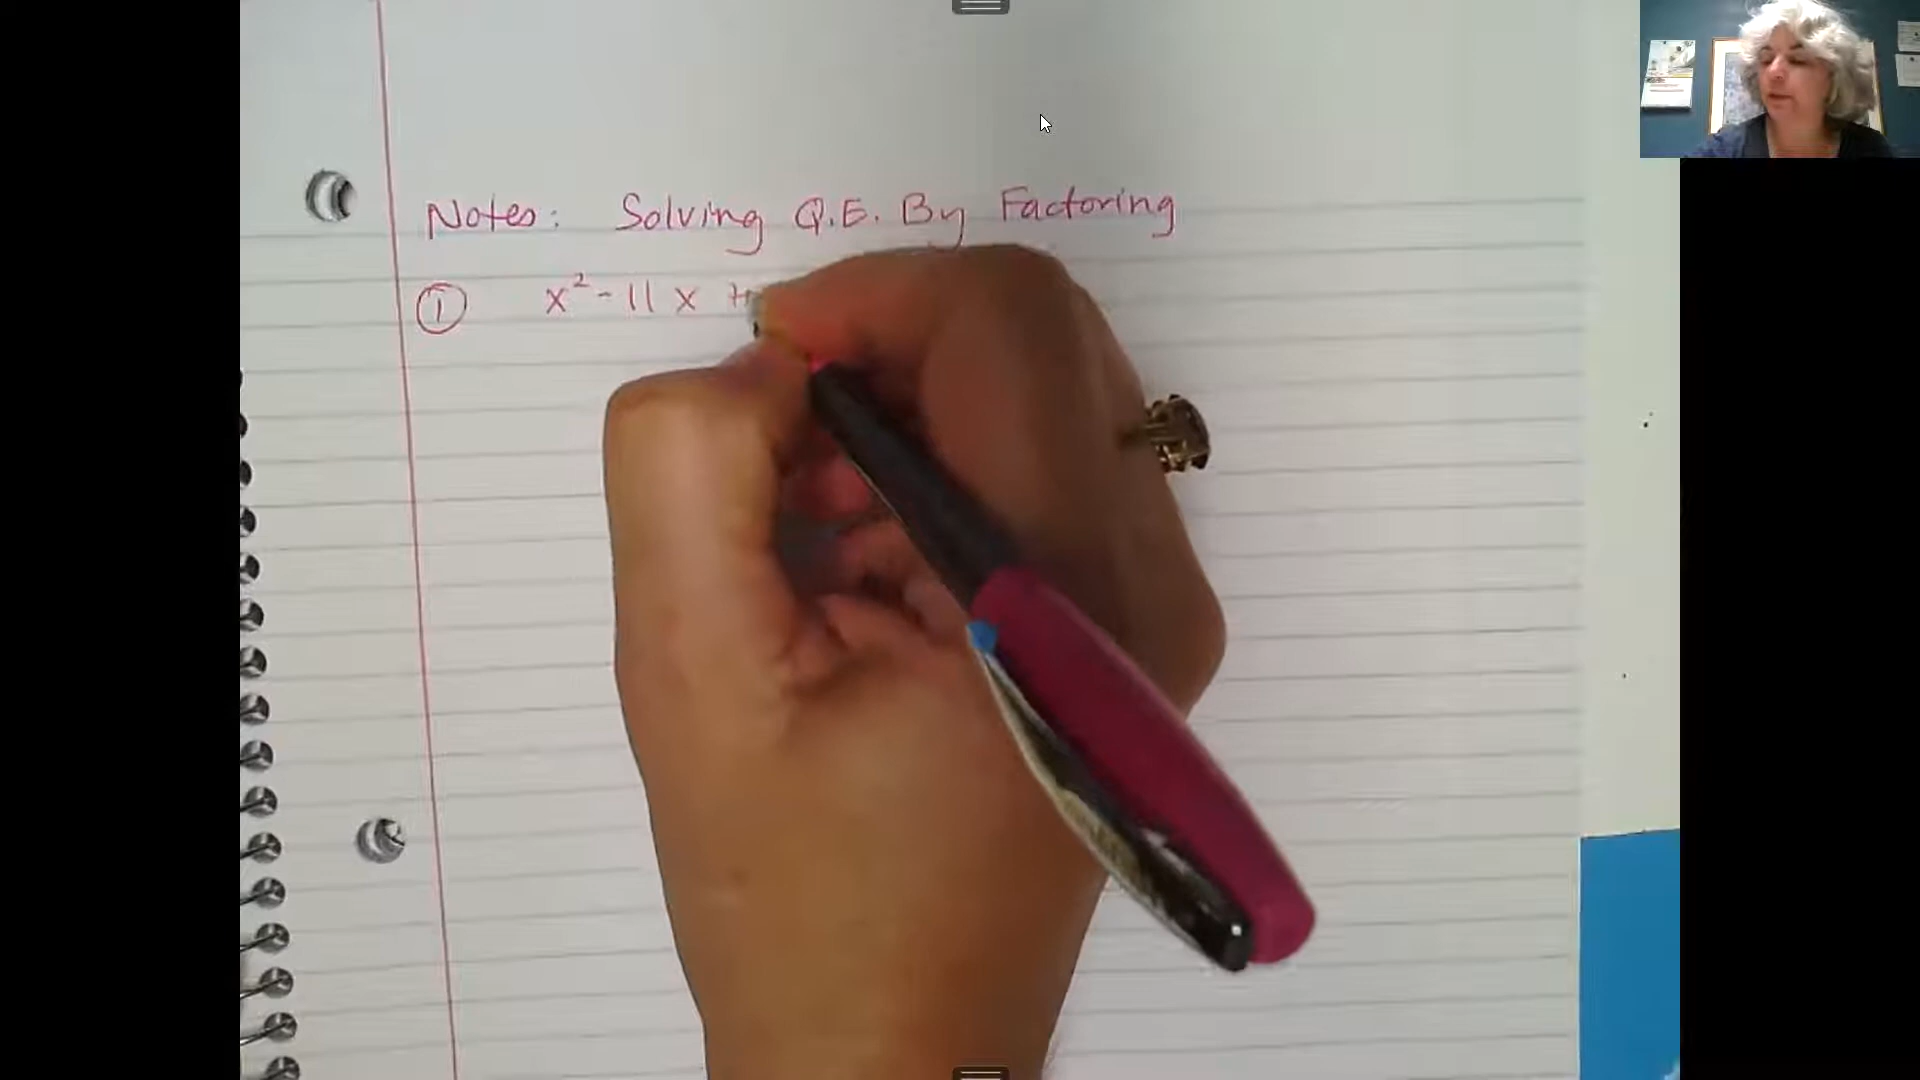 Notes: Solving Q.E. By Factoring
① x² - 11 x +